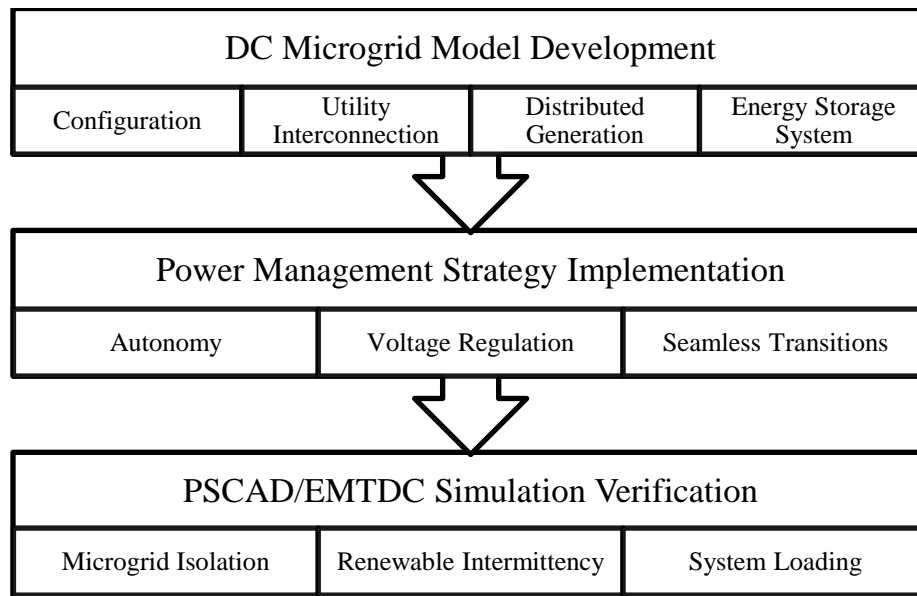 DC Microgrid Model Development
Configuration
Utility
Interconnection
Distributed
Generation
Energy Storage
System
Power Management Strategy Implementation
Autonomy
Voltage Regulation
Seamless Transitions
PSCAD/EMTDC Simulation Verification
Microgrid Isolation
Renewable Intermittency
System Loading